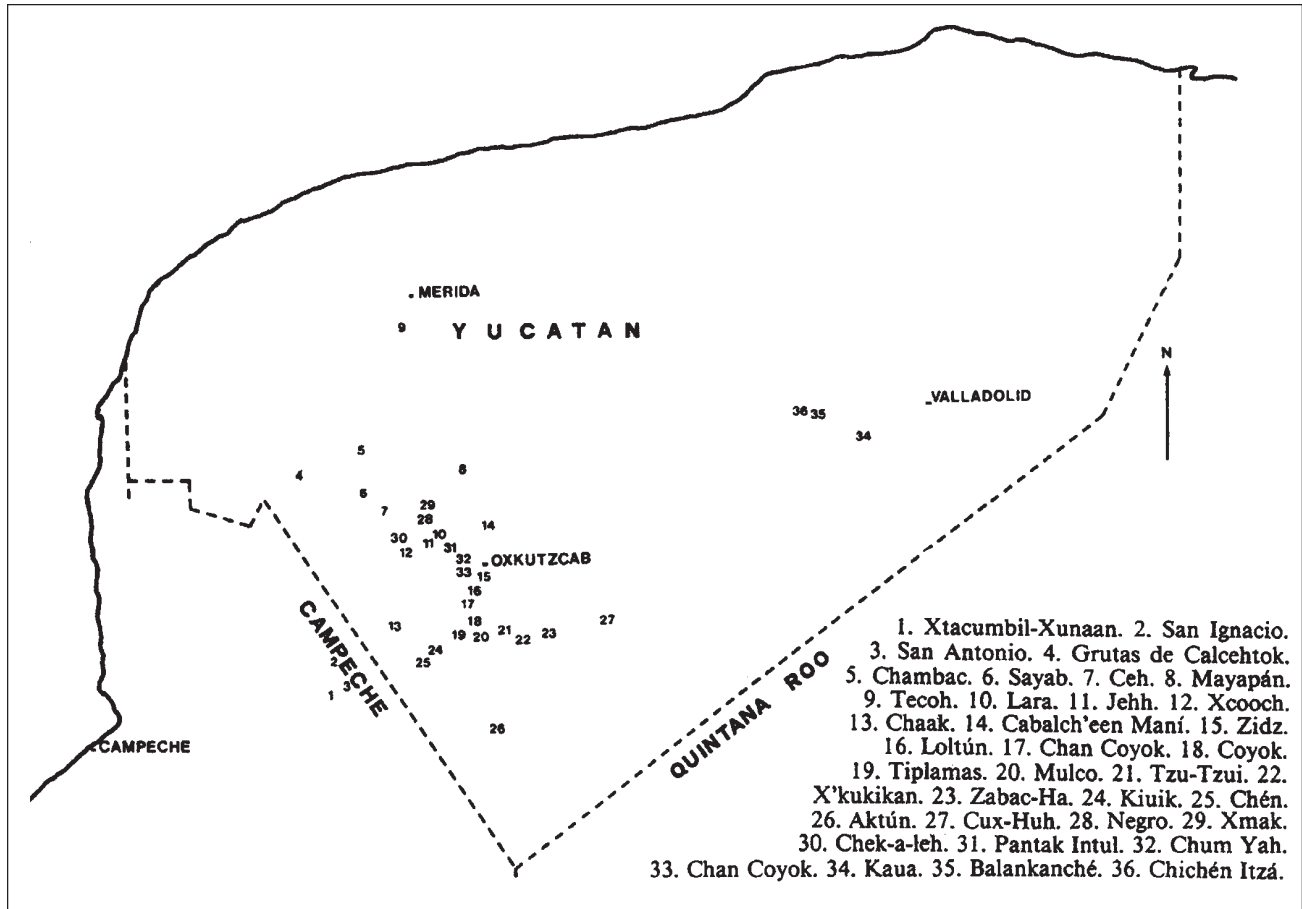 MERIDA
9
YUCATAN
N
VALLADOLID
36 35
34
5
4
8
6
29
7
28
14
10
30
11
31
12
32
OXKUTZCAB
33
15
16
17
27
13
18
21
23
19
20
22
24
25
2
3
1
CAMPECHE
26
QUINTANA ROO
CAMPECHE
1. Xtacumbil-Xunaan. 2. San Ignacio.
3. San Antonio. 4. Grutas de Calcehtok.
5. Chambac. 6. Sayab. 7. Ceh. 8. Mayapán.
9. Tecoh. 10. Lara. 11. Jehh. 12. Xcooch.
13. Chaak. 14. Cabalch'een Maní. 15. Zidz.
16. Loltún. 17. Chan Coyok. 18. Coyok.
19. Tiplamas. 20. Mulco. 21. Tzu-Tzui. 22.
X'kukikan. 23. Zabac-Ha. 24. Kiuik. 25. Chén.
26. Aktún. 27. Cux-Huh. 28. Negro. 29. Xmak.
30. Chek-a-leh. 31. Pantak Intul. 32. Chum Yah.
33. Chan Coyok. 34. Kaua. 35. Balankanché. 36. Chichén Itzá.